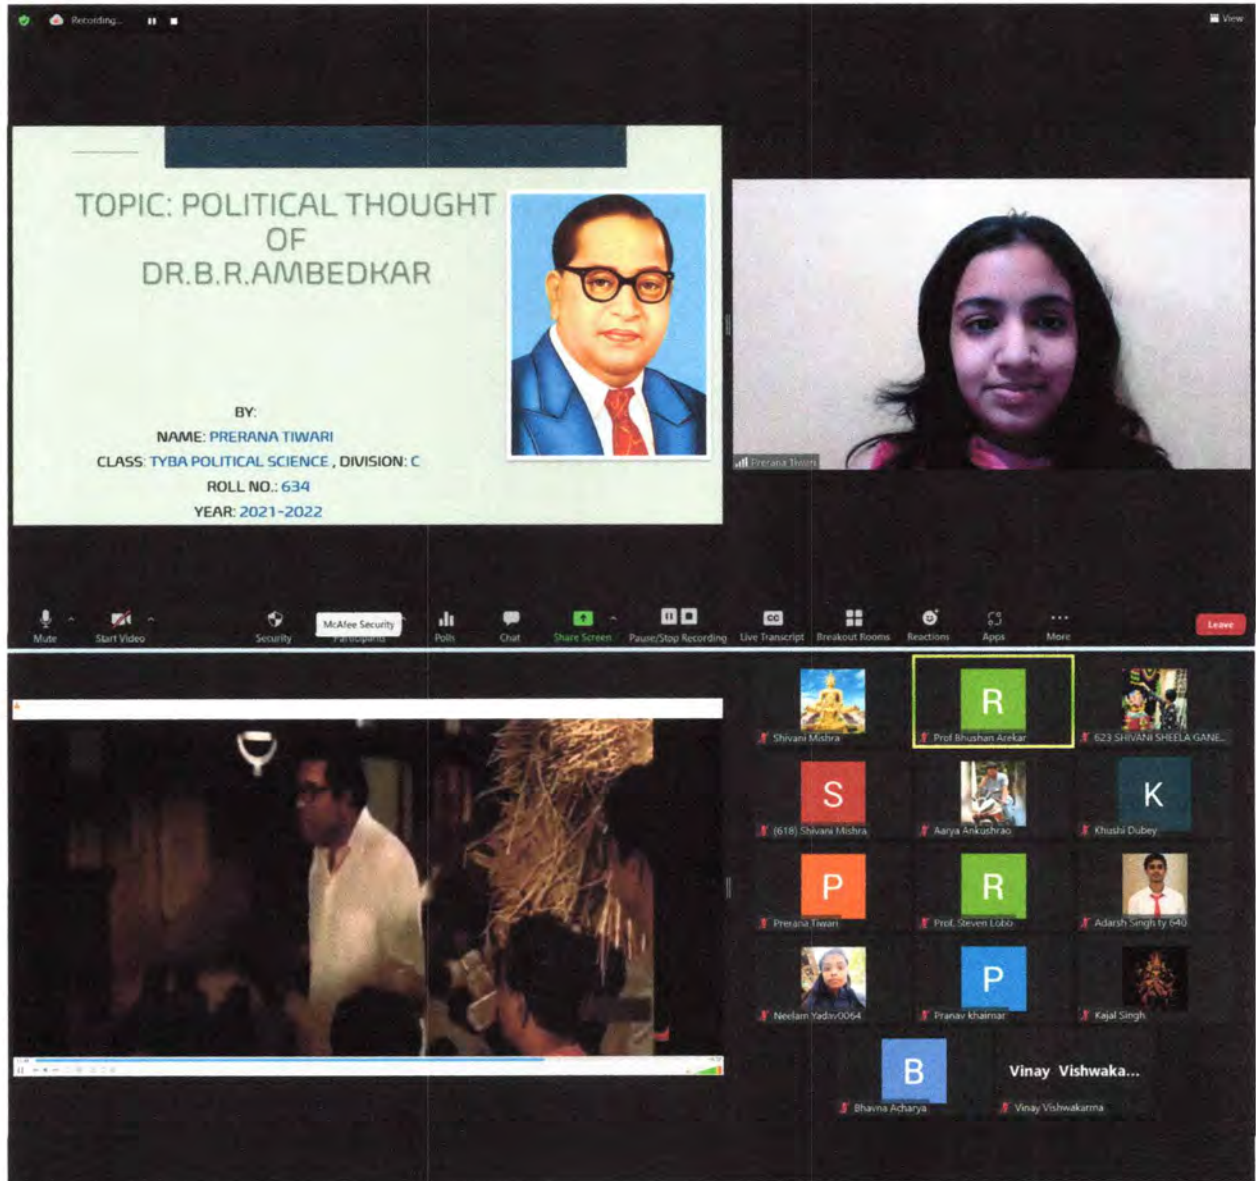 Recording...
View
TOPIC: POLITICAL THOUGHT
OF
DR.B.R.AMBEDKAR
BY:
NAME: PRERANA TIWARI
CLASS: TYBA POLITICAL SCIENCE , DIVISION: C
ROLL NO.: 634
YEAR: 2021-2022
Prerana Tiwari
Mute
Start Video
Security
McAfee Security
Participants
Polls
Chat
Share Screen
Pause/Stop Recording
Live Transcript
CC
Breakout Rooms
Reactions
Apps
More
Leave
Shivani Mishra
R
Prof Bhushan Arekar
623 SHIVANI SHEELA GANE...
S
(618) Shivani Mishra
Aarya Ankushrao
K
Khushi Dubey
P
Prerana Tiwari
R
Prof. Steven Lobo
Adarsh Singh ty 640
Neelam Yadav0064
P
Pranav khairnar
Kajal Singh
B
Bhavna Acharya
Vinay Vishwaka...
Vinay Vishwakarma